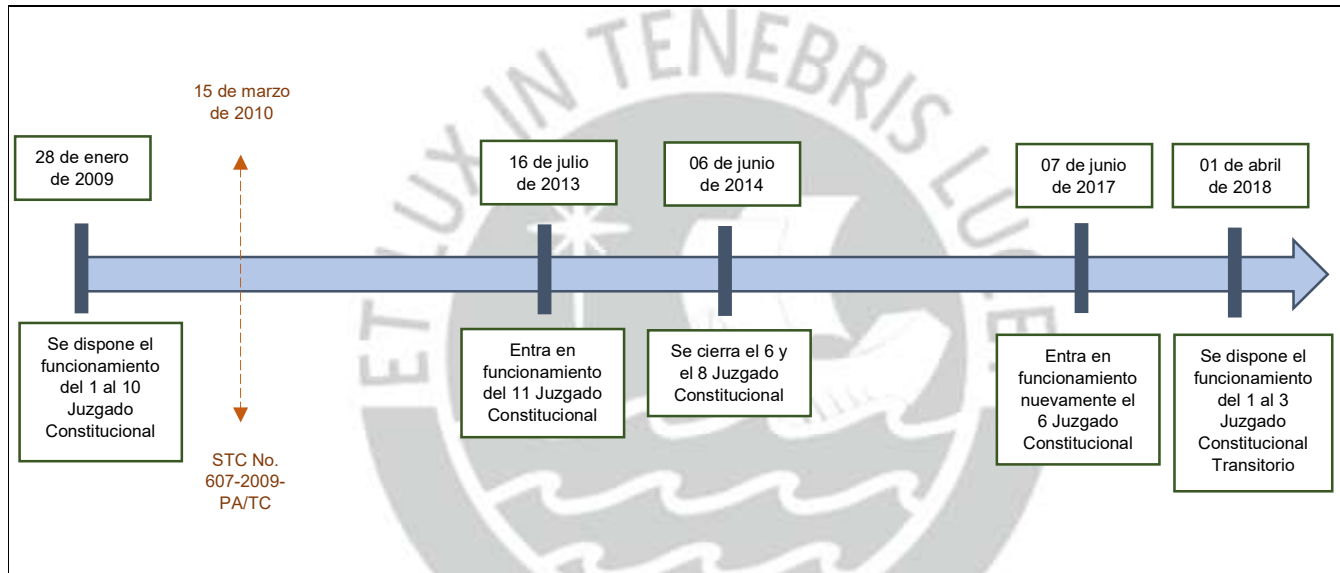 ET LUX IN TENEBRIS LUCET
15 de marzo
de 2010
28 de enero
de 2009
16 de julio
de 2013
06 de junio
de 2014
07 de junio
de 2017
01 de abril
de 2018
Se dispone el
funcionamiento
del 1 al 10
Juzgado
Constitucional
STC No.
607-2009-
PA/TC
Entra en
funcionamiento
del 11 Juzgado
Constitucional
Se cierra el 6 y
el 8 Juzgado
Constitucional
Entra en
funcionamiento
nuevamente el
6 Juzgado
Constitucional
Se dispone el
funcionamiento
del 1 al 3
Juzgado
Constitucional
Transitorio